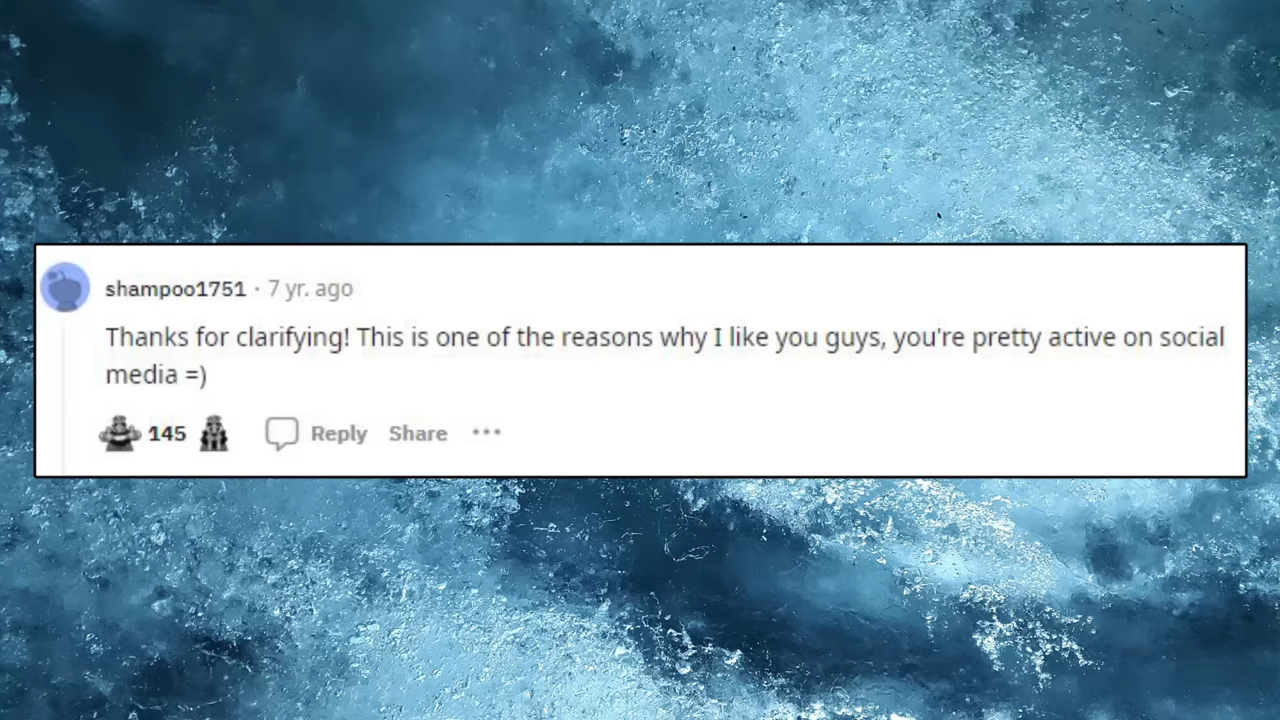 shampoo1751 · 7 yr. ago
Thanks for clarifying! This is one of the reasons why I like you guys, you're pretty active on social
media =)
145 Reply Share ···